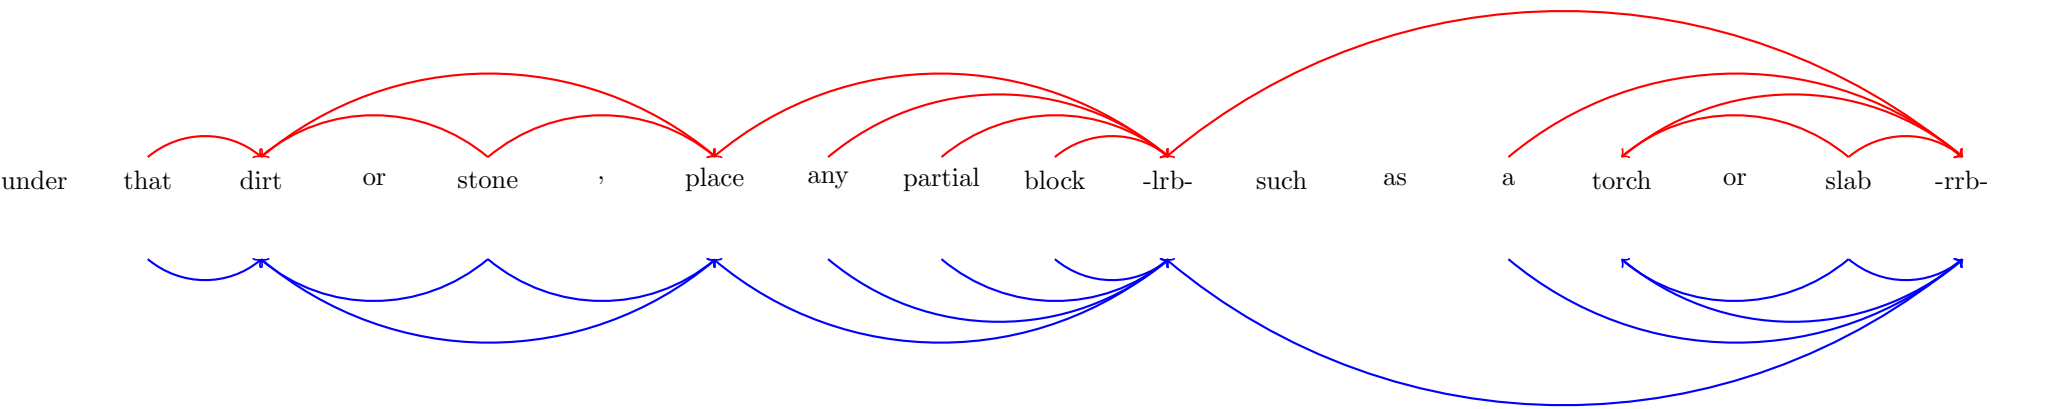 under that dirt or stone , place any partial block -lrb- such as a torch or slab -rrb-